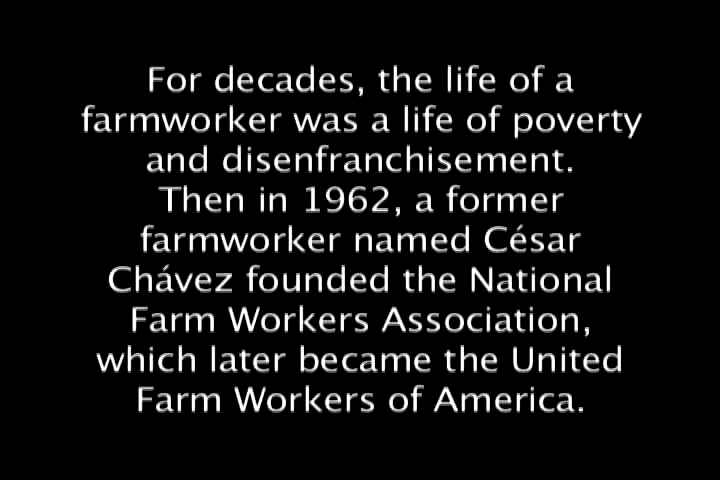 For decades, the life of a
farmworker was a life of poverty
and disenfranchisement.
Then in 1962, a former
farmworker named César
Chávez founded the National
Farm Workers Association,
which later became the United
Farm Workers of America.